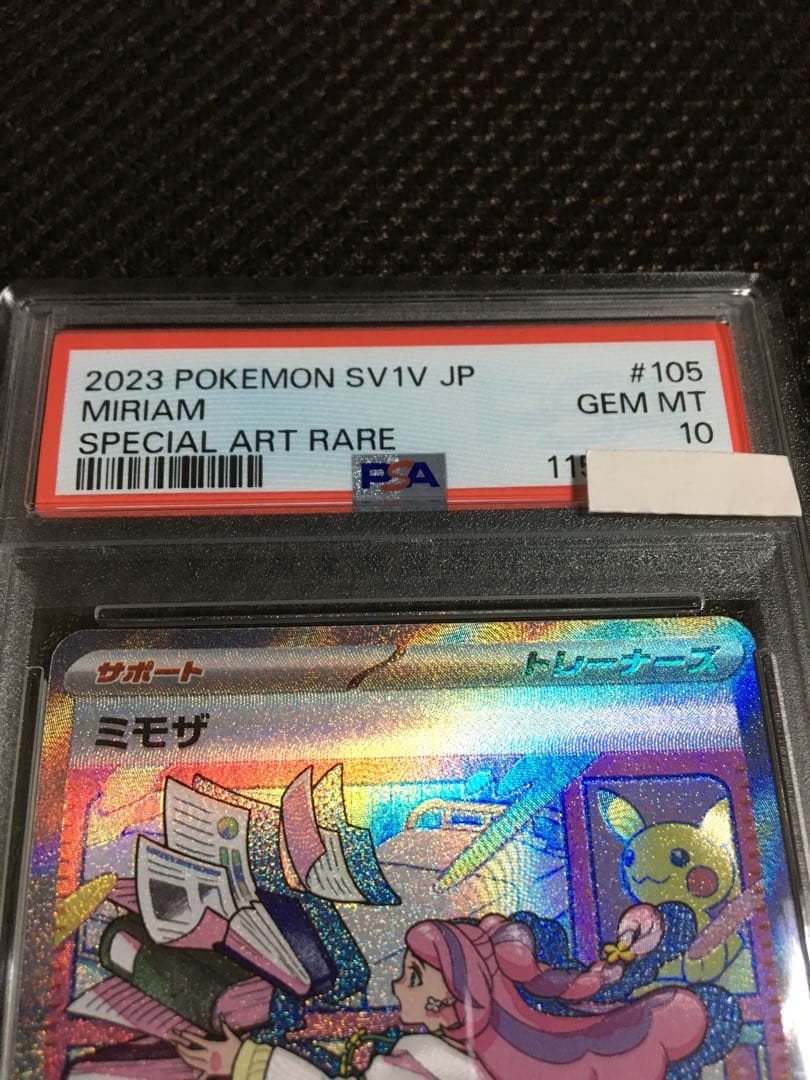 2023 POKEMON SV1V JP #105
MIRIAM GEM MT
SPECIAL ART RARE 10
PSA 115
サポート トレーナーズ
ミモザ